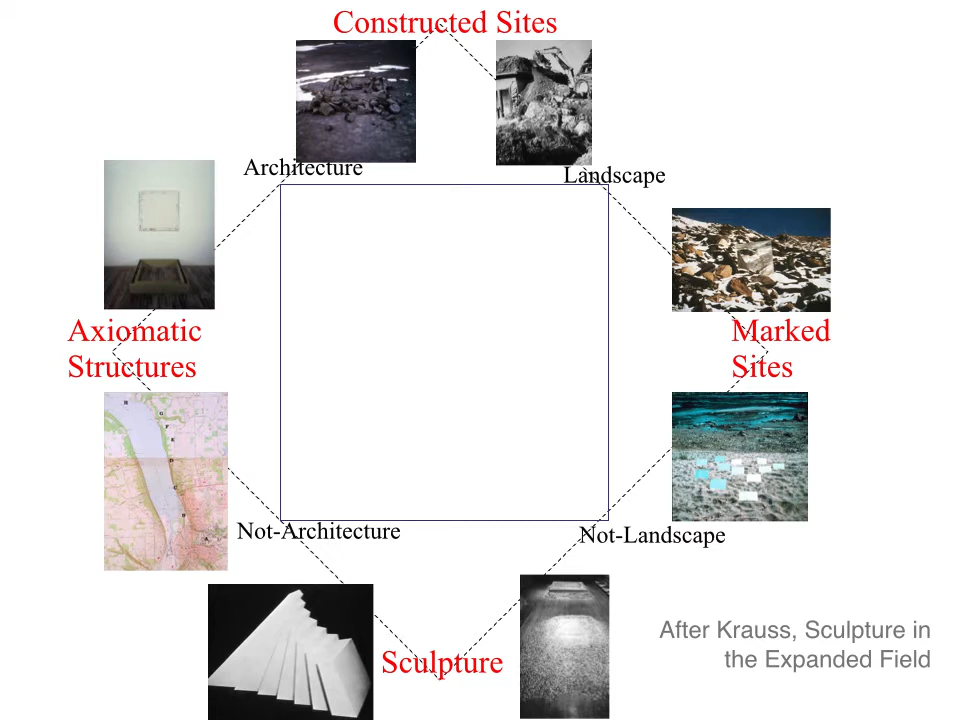 Constructed Sites
Architecture
Landscape
Axiomatic
Structures
Marked
Sites
Not-Architecture
Not-Landscape
Sculpture
After Krauss, Sculpture in
the Expanded Field